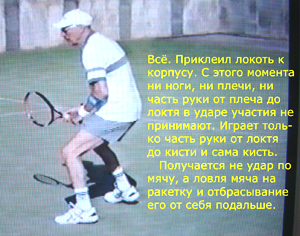 Всё. Приклеил локоть к
корпусу. С этого момента
ни ноги, ни плечи, ни
часть руки от плеча до
локтя в ударе участия не
принимают. Играет толь-
ко часть руки от локтя
до кисти и сама кисть.
Получается не удар по
мячу, а ловля мяча на
ракетку и отбрасывание
его от себя подальше.